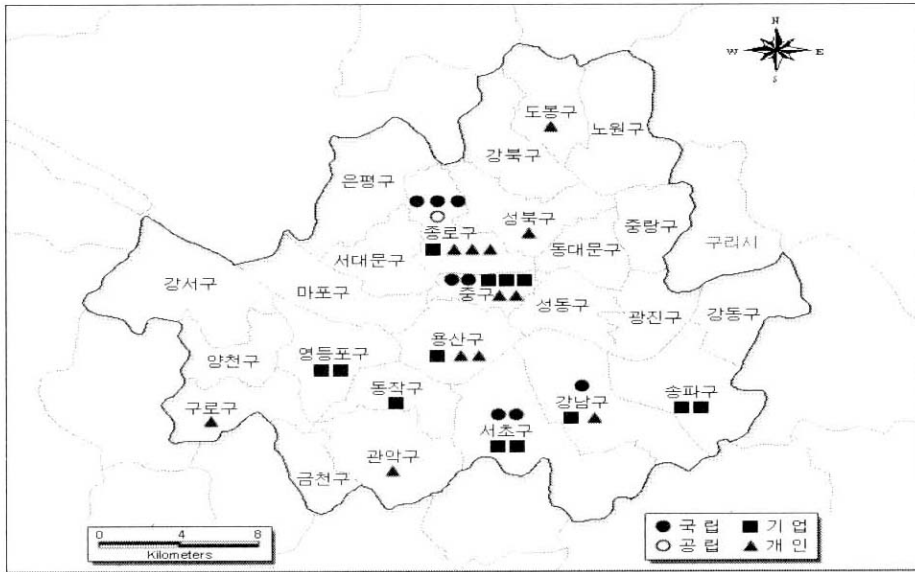 N
W E
S
도봉구
노원구
강북구
은평구
성북구
중랑구
종로구
동대문구
구리시
서대문구
강서구
마포구
중구
성동구
광진구
강동구
용산구
양천구
영등포구
동작구
강남구
송파구
구로구
서초구
관악구
금천구
0 4 8
Kilometers
국립 기업
공립 개인